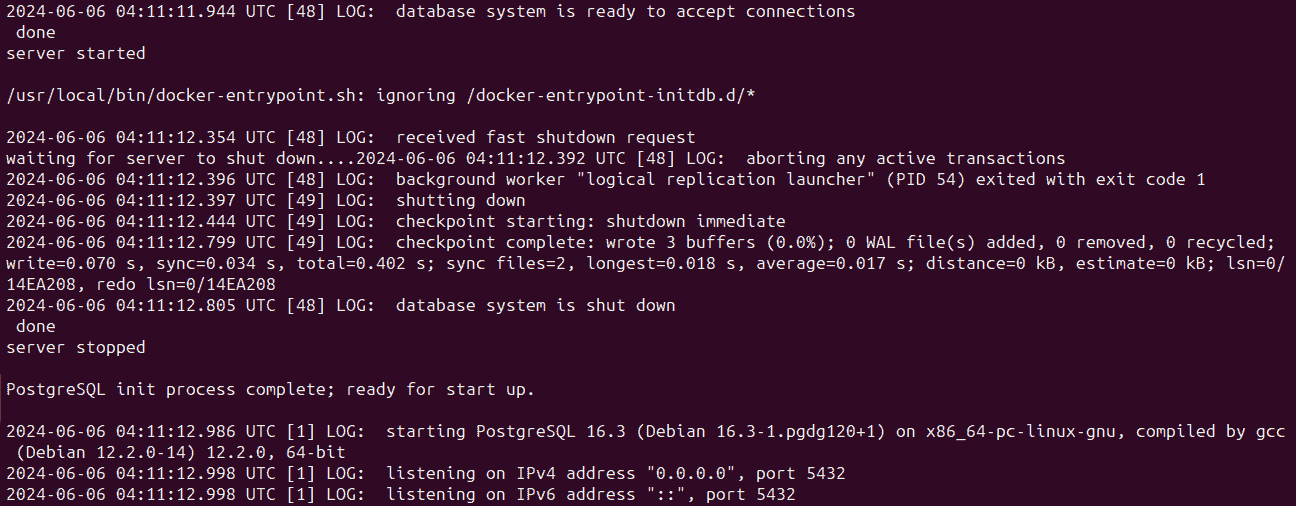 2024-06-06 04:11:11.944 UTC [48] LOG:  database system is ready to accept connections
 done
server started

/usr/local/bin/docker-entrypoint.sh: ignoring /docker-entrypoint-initdb.d/*

2024-06-06 04:11:12.354 UTC [48] LOG:  received fast shutdown request
waiting for server to shut down....2024-06-06 04:11:12.392 UTC [48] LOG:  aborting any active transactions
2024-06-06 04:11:12.396 UTC [48] LOG:  background worker "logical replication launcher" (PID 54) exited with exit code 1
2024-06-06 04:11:12.397 UTC [49] LOG:  shutting down
2024-06-06 04:11:12.444 UTC [49] LOG:  checkpoint starting: shutdown immediate
2024-06-06 04:11:12.799 UTC [49] LOG:  checkpoint complete: wrote 3 buffers (0.0%); 0 WAL file(s) added, 0 removed, 0 recycled;
write=0.070 s, sync=0.034 s, total=0.402 s; sync files=2, longest=0.018 s, average=0.017 s; distance=0 kB, estimate=0 kB; lsn=0/
14EA208, redo lsn=0/14EA208
2024-06-06 04:11:12.805 UTC [48] LOG:  database system is shut down
 done
server stopped

PostgreSQL init process complete; ready for start up.

2024-06-06 04:11:12.986 UTC [1] LOG:  starting PostgreSQL 16.3 (Debian 16.3-1.pgdg120+1) on x86_64-pc-linux-gnu, compiled by gcc
 (Debian 12.2.0-14) 12.2.0, 64-bit
2024-06-06 04:11:12.998 UTC [1] LOG:  listening on IPv4 address "0.0.0.0", port 5432
2024-06-06 04:11:12.998 UTC [1] LOG:  listening on IPv6 address "::", port 5432